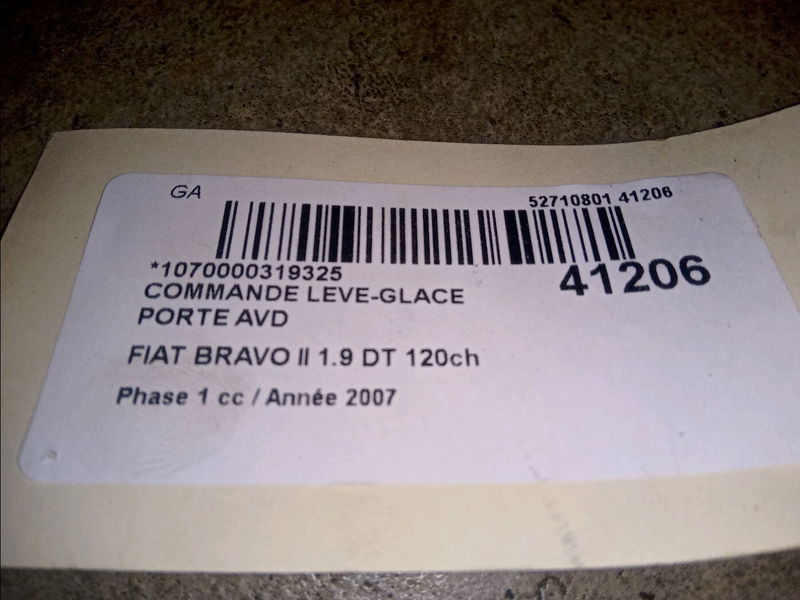 GA
52710801 41206
*1070000319325
41206
COMMANDE LEVE-GLACE
PORTE AVD
FIAT BRAVO II 1.9 DT 120ch
Phase 1 cc / Année 2007